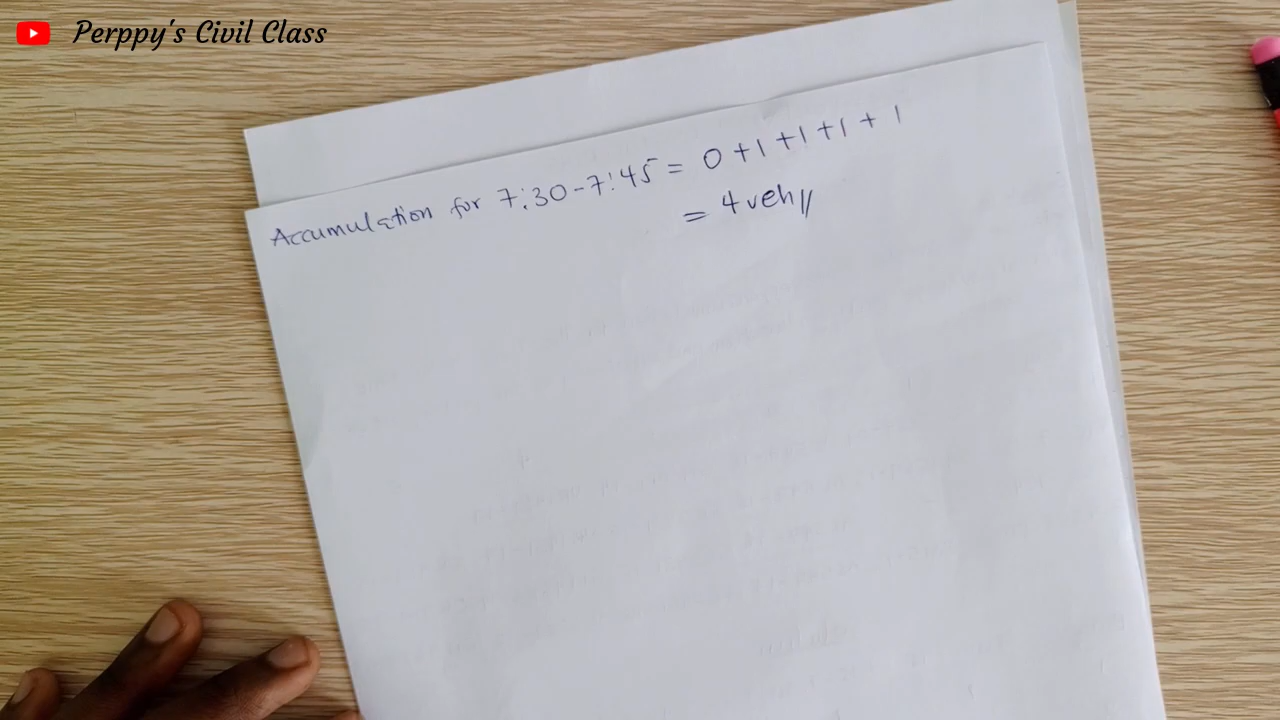 Perppy's Civil Class
Accumulation for 7:30-7:45 = 0+1+1+1+1
= 4veh//